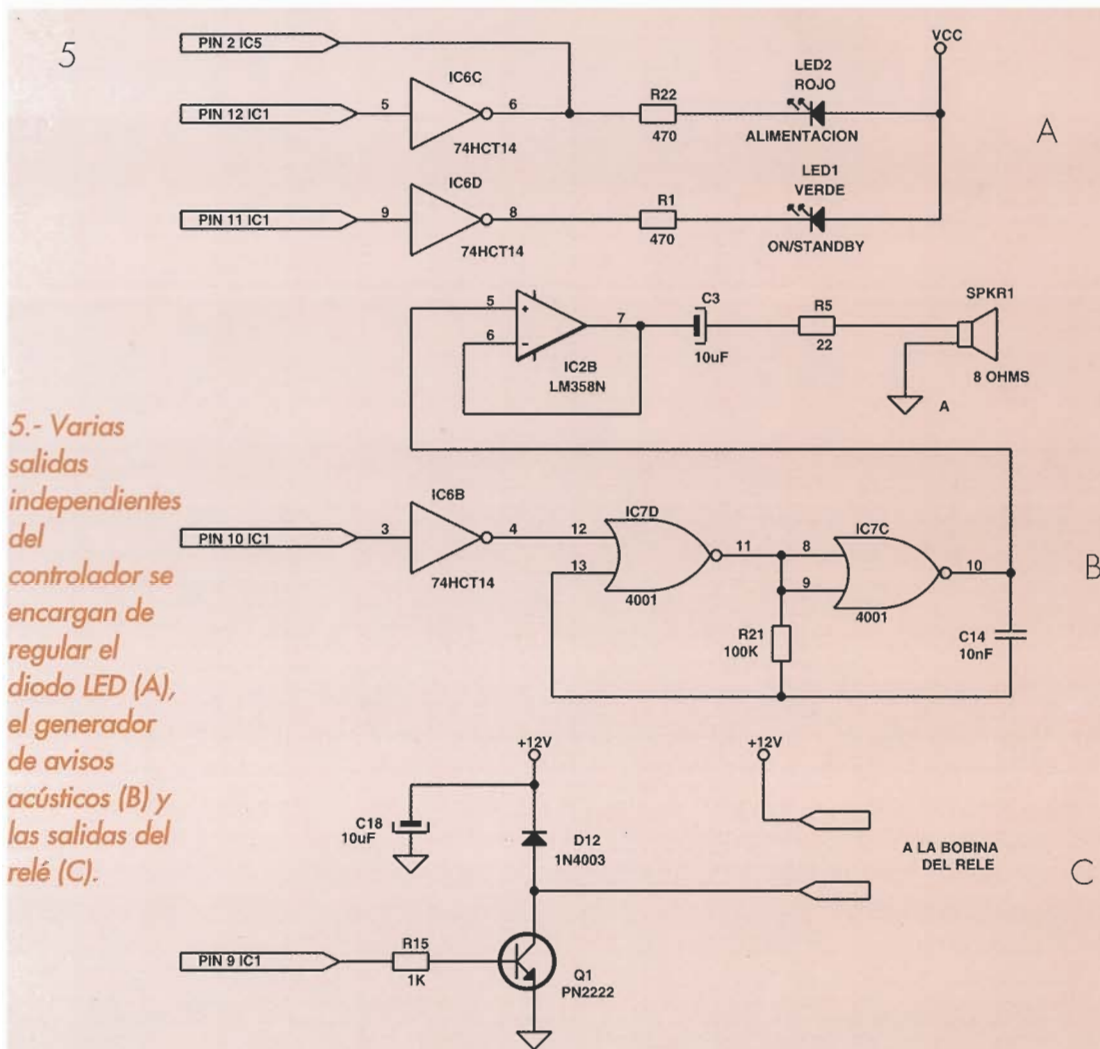 5
PIN 2 IC5
VCC
LED2
ROJO
IC6C
R22
PIN 12 IC1
5
6
470
ALIMENTACION
A
74HCT14
LED1
VERDE
IC6D
R1
PIN 11 IC1
9
8
470
ON/STANDBY
74HCT14
5
+
6
-
7
IC2B
LM358N
C3
10uF
R5
22
SPKR1
8 OHMS
A
5.- Varias
salidas
independientes
del
controlador se
encargan de
regular el
diodo LED (A),
el generador
de avisos
acústicos (B) y
las salidas del
relé (C).
IC6B
PIN 10 IC1
3
4
74HCT14
IC7D
12
13
11
4001
IC7C
8
9
10
4001
B
R21
100K
C14
10nF
+12V
+12V
C18
10uF
D12
1N4003
A LA BOBINA
DEL RELE
C
PIN 9 IC1
R15
1K
Q1
PN2222